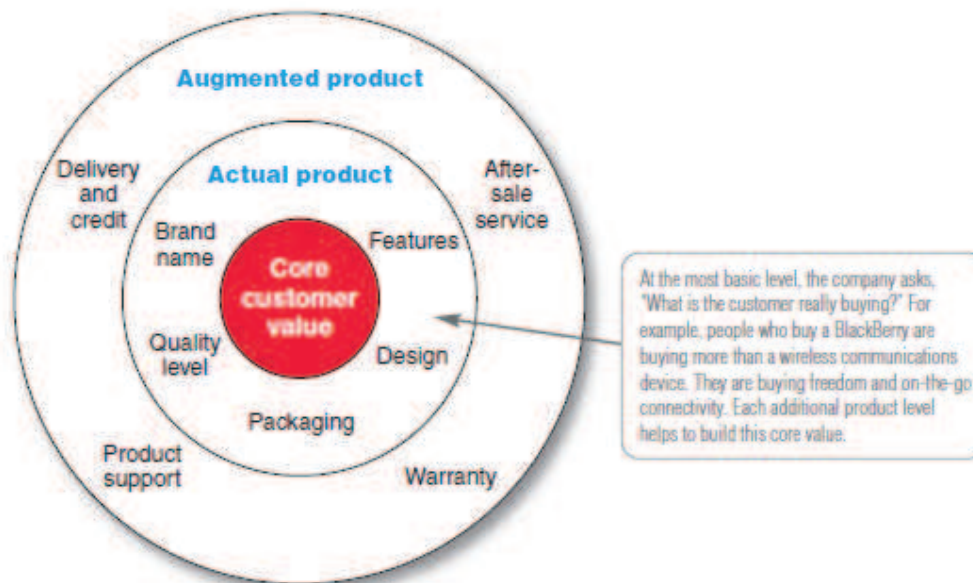 Augmented product
Delivery
and
credit
After-
sale
service
Actual product
Brand
name
Features
Core
customer
value
Quality
level
Design
Packaging
Product
support
Warranty
At the most basic level, the company asks,
"What is the customer really buying?" For
example, people who buy a BlackBerry are
buying more than a wireless communications
device. They are buying freedom and on-the-go
connectivity. Each additional product level
helps to build this core value.